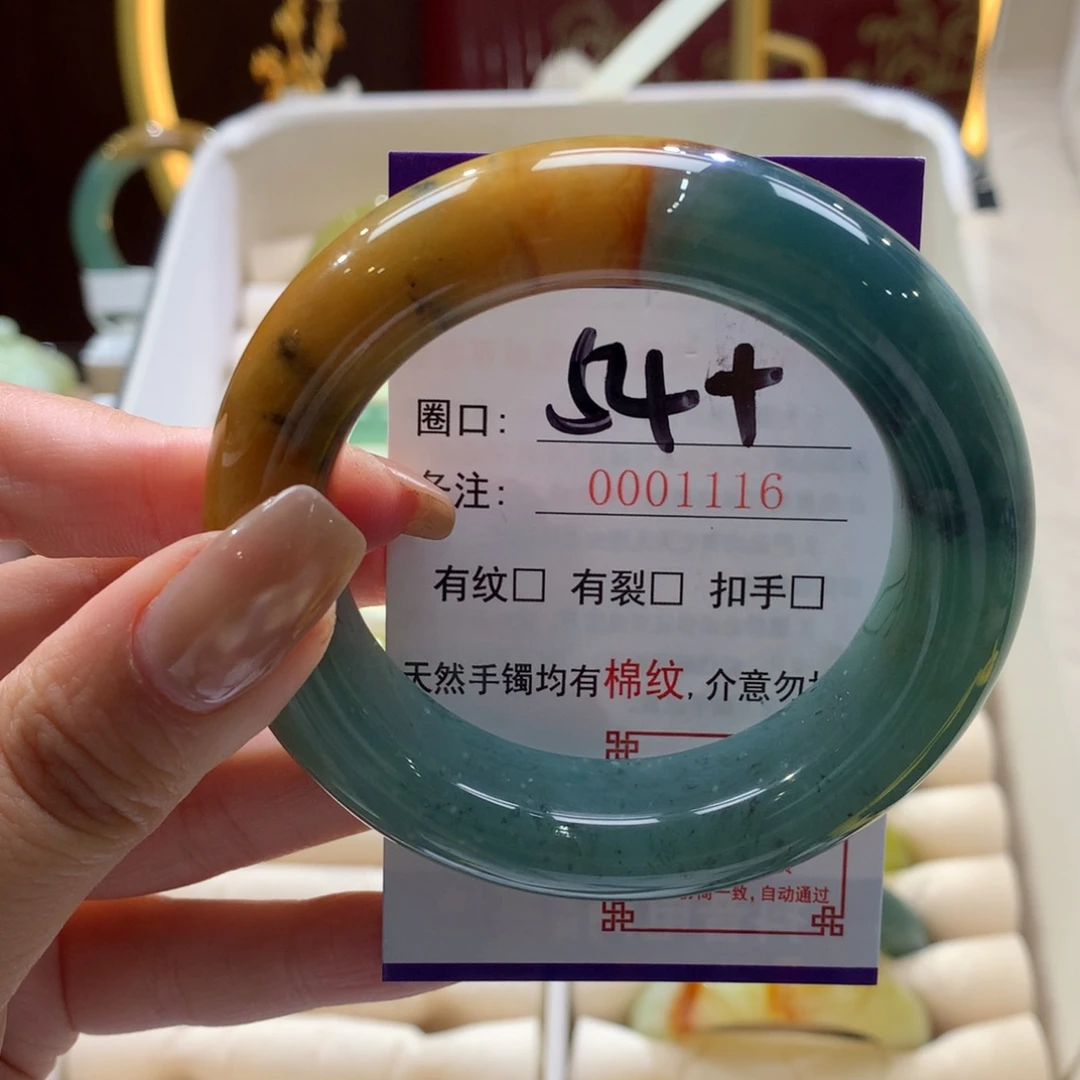 圈口: 54+
注: 0001116
有纹□ 有裂□ 扣手□
天然手镯均有棉纹, 介意勿
一致, 自动通过